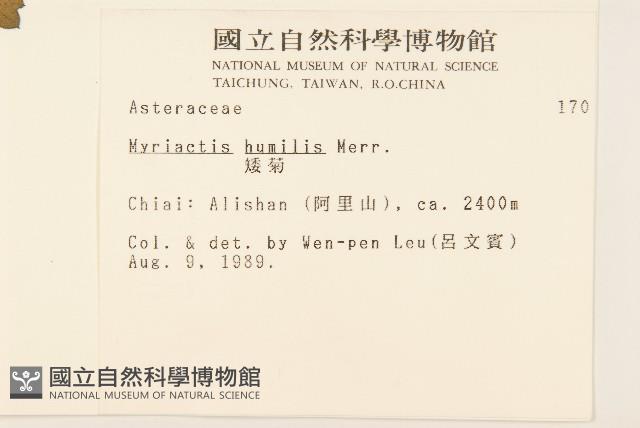 國立自然科學博物館
NATIONAL MUSEUM OF NATURAL SCIENCE
TAICHUNG, TAIWAN, R.O.CHINA
Asteraceae 170
Myriactis humilis Merr.
矮菊
Chiai: Alishan (阿里山), ca. 2400m
Col. & det. by Wen-pen Leu(呂文賓)
Aug. 9, 1989.
國立自然科學博物館
NATIONAL MUSEUM OF NATURAL SCIENCE